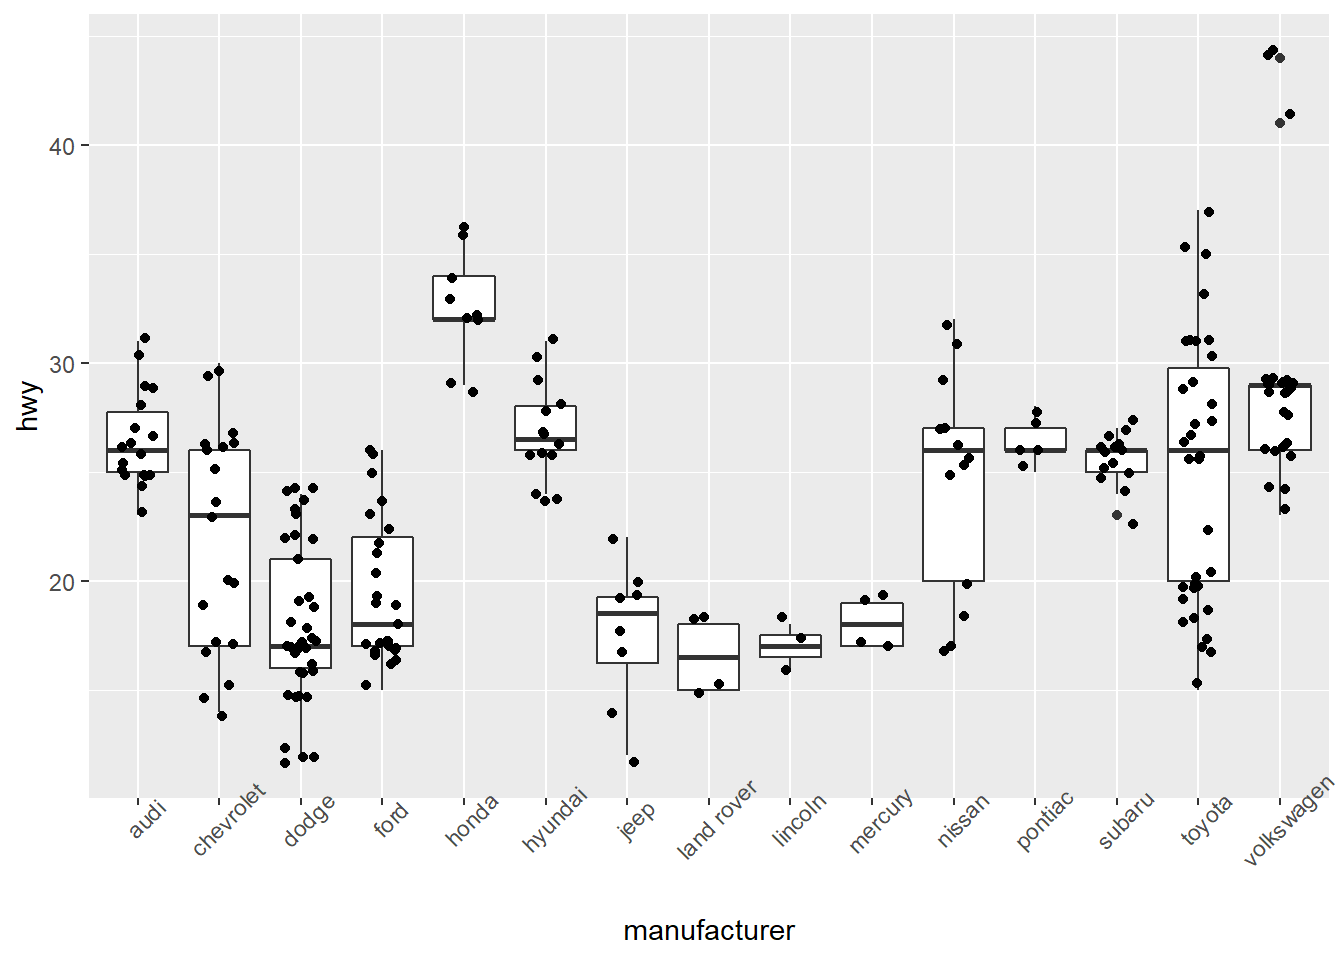 hwy
40
30
20
audi
chevrolet
dodge
ford
honda
hyundai
jeep
land rover
lincoln
mercury
nissan
pontiac
subaru
toyota
volkswagen
manufacturer